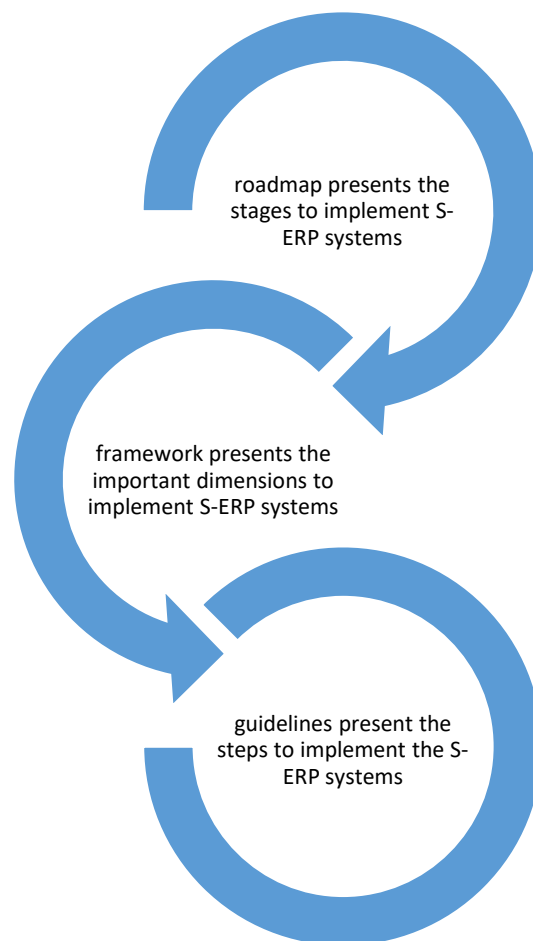 roadmap presents the
stages to implement S-
ERP systems
framework presents the
important dimensions to
implement S-ERP systems
guidelines present the
steps to implement the S-
ERP systems